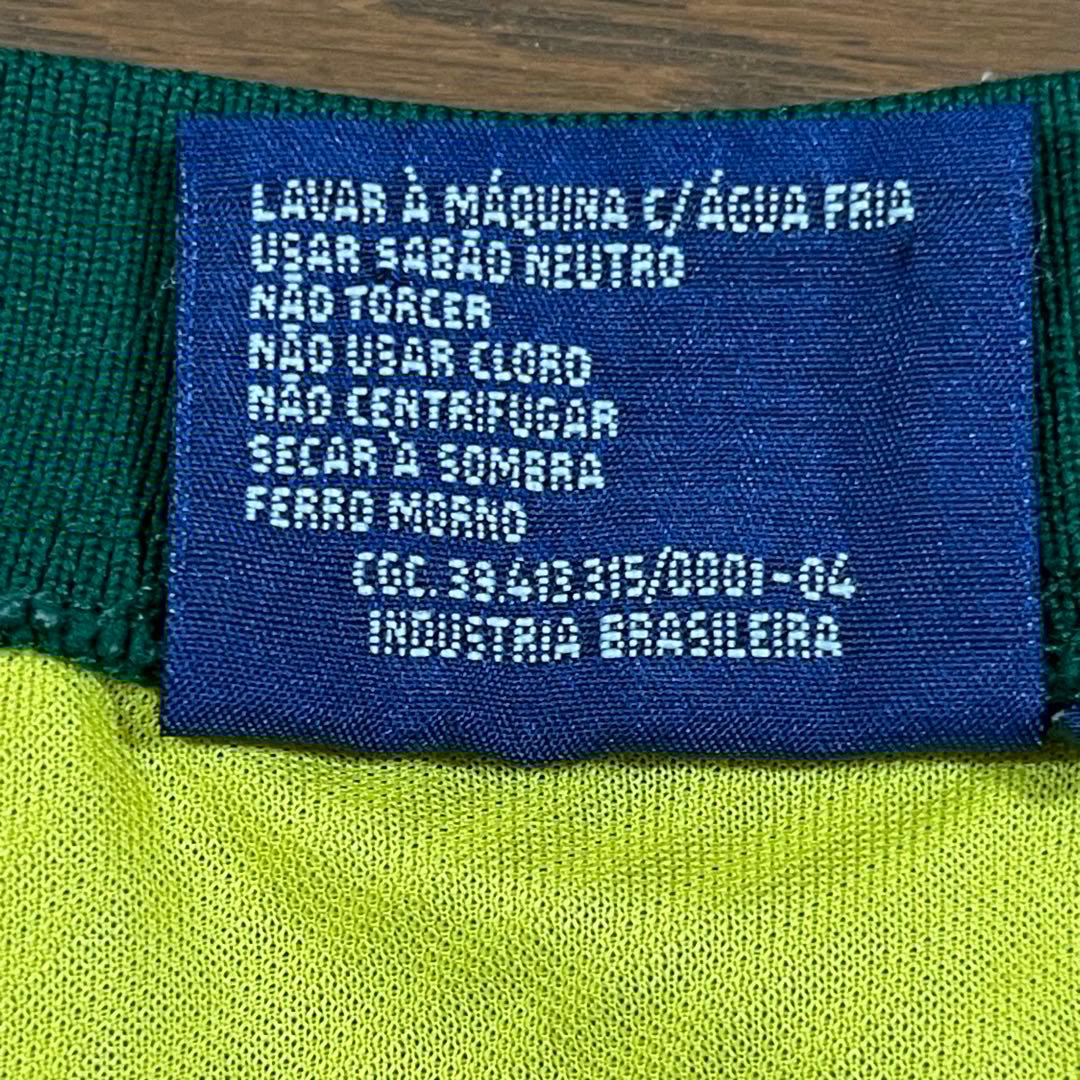 LAVAR À MÁQUINA C/ÁGUA FRIA
USAR SABÃO NEUTRO
NÃO TORCER
NÃO USAR CLORO
NÃO CENTRIFUGAR
SECAR À SOMBRA
FERRO MORNO
CGC.39.413.315/0001-04
INDUSTRIA BRASILEIRA